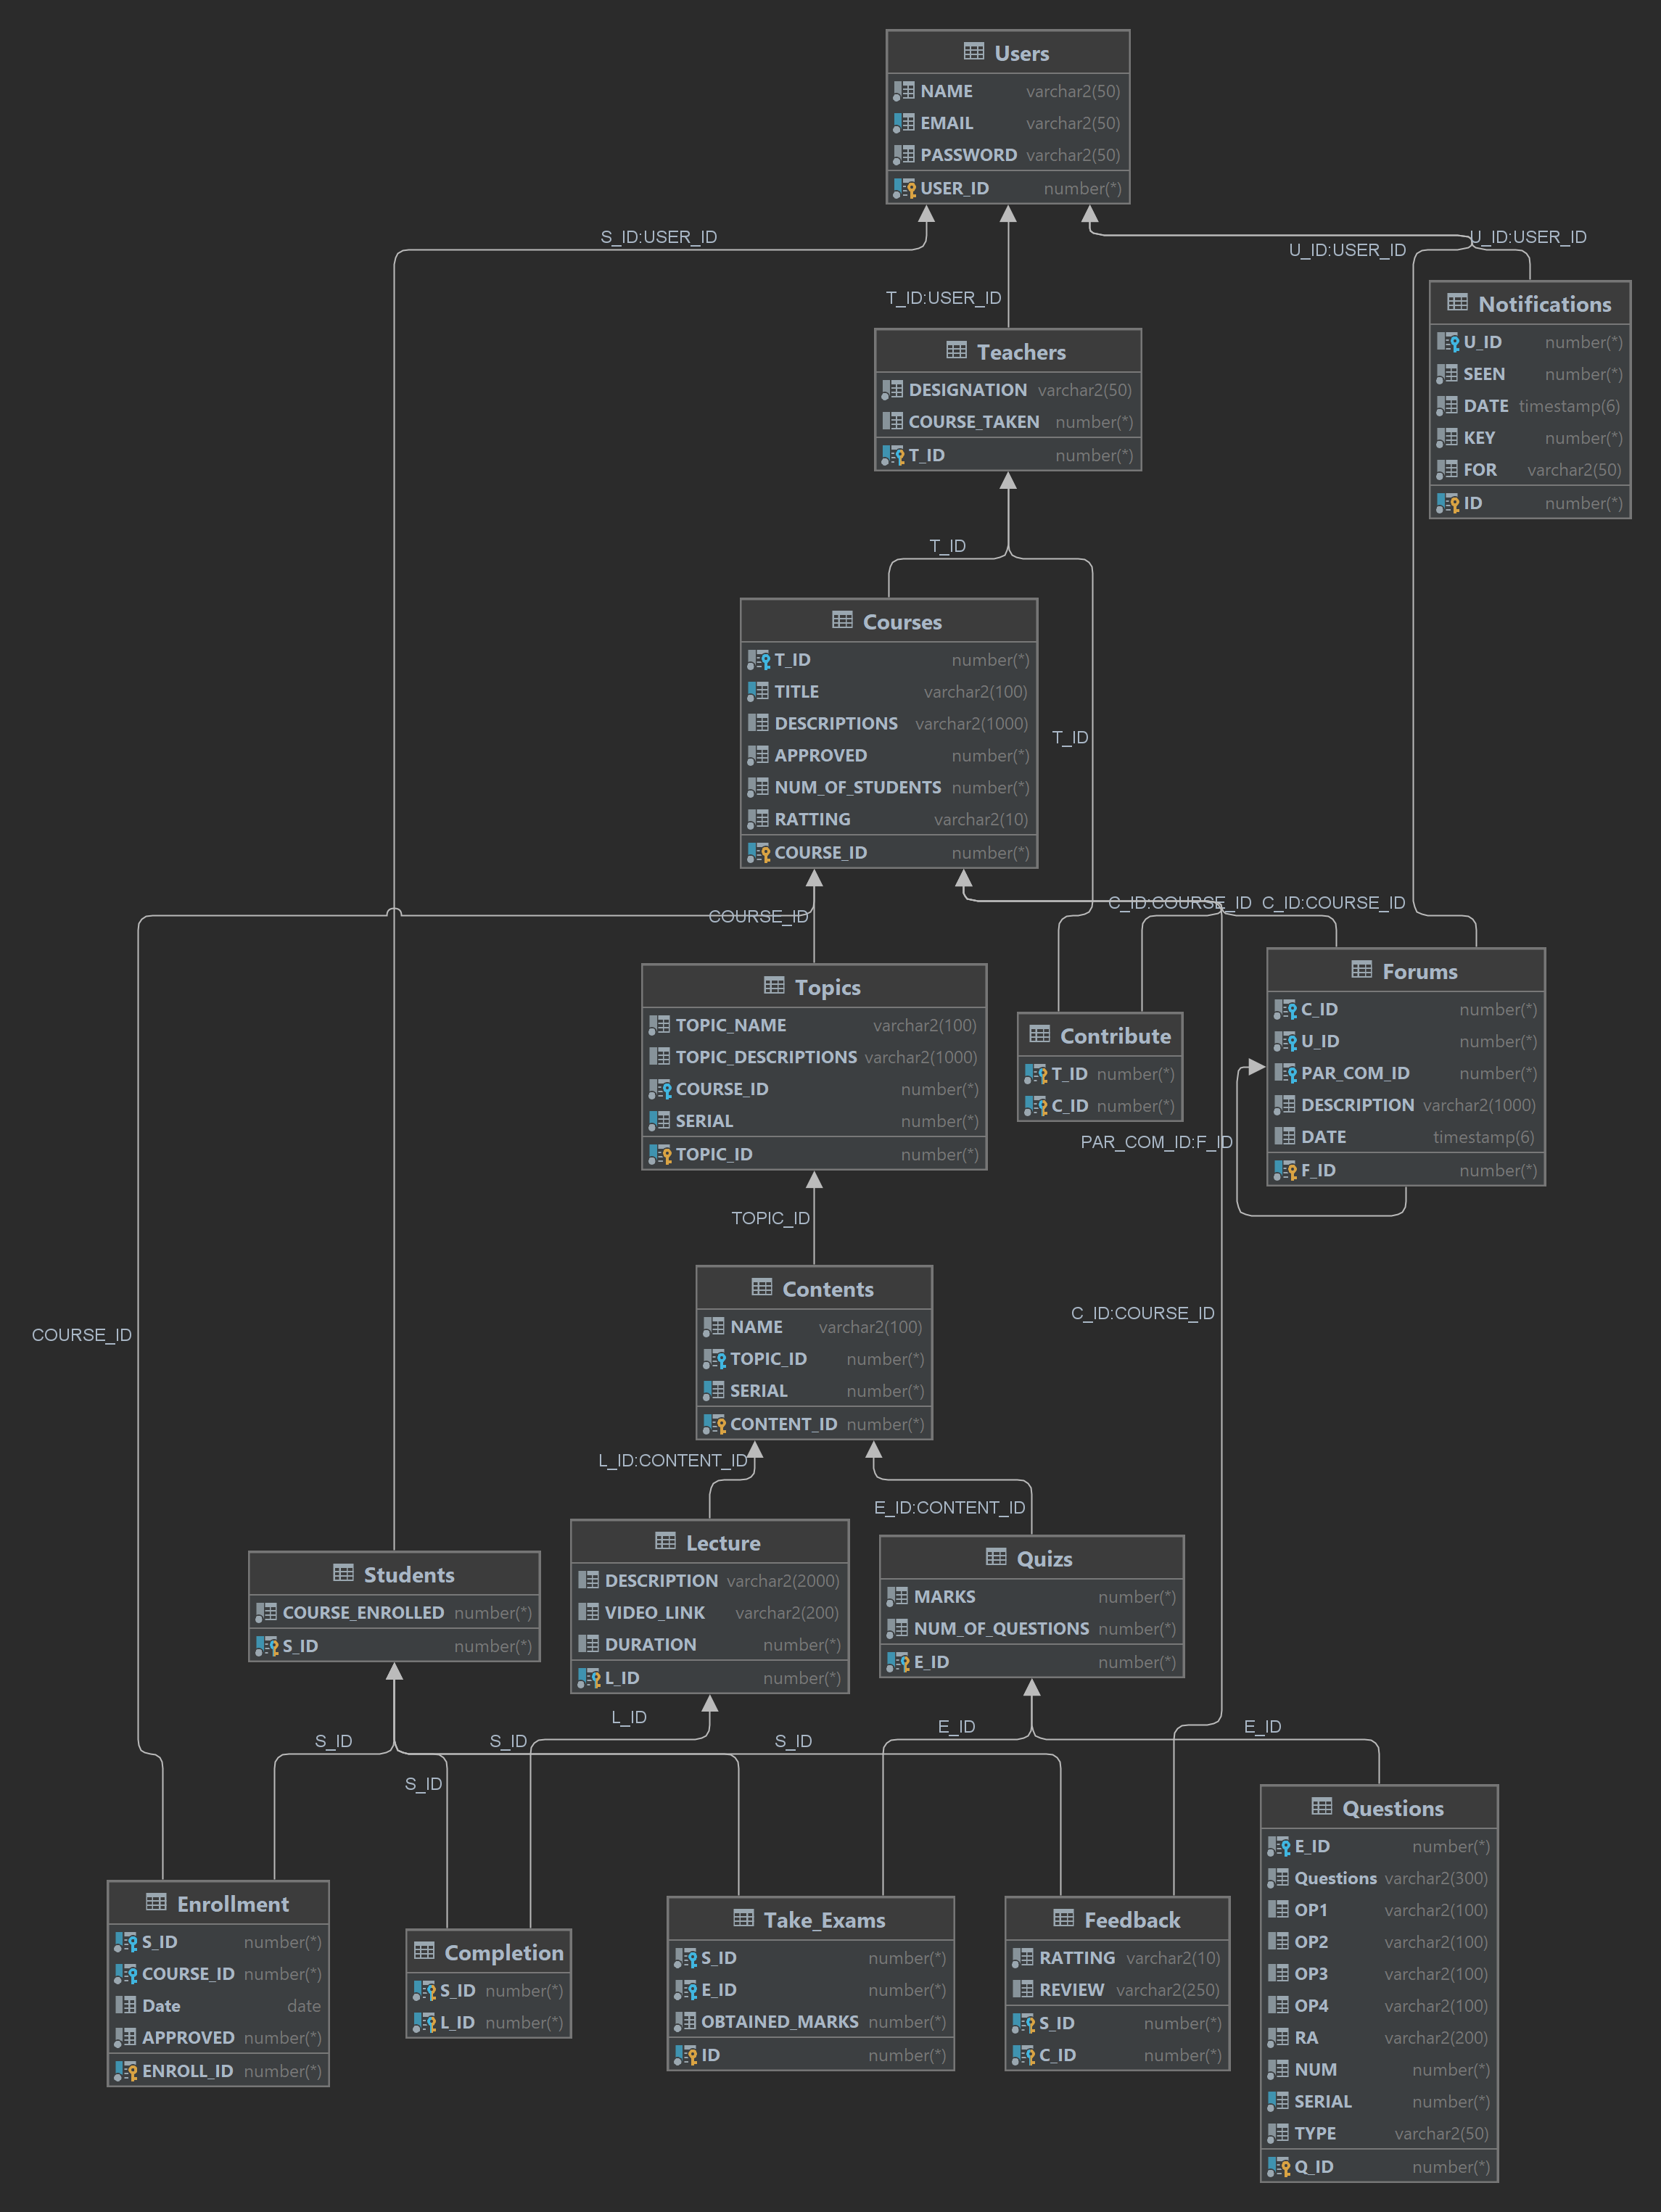 Users
NAME varchar2(50)
EMAIL varchar2(50)
PASSWORD varchar2(50)
USER_ID number(*)
S_ID:USER_ID
U_ID:USER_ID
U_ID:USER_ID
T_ID:USER_ID
Notifications
U_ID number(*)
SEEN number(*)
DATE timestamp(6)
KEY number(*)
FOR varchar2(50)
ID number(*)
Teachers
DESIGNATION varchar2(50)
COURSE_TAKEN number(*)
T_ID number(*)
T_ID
Courses
T_ID number(*)
TITLE varchar2(100)
DESCRIPTIONS varchar2(1000)
APPROVED number(*)
NUM_OF_STUDENTS number(*)
RATTING varchar2(10)
COURSE_ID number(*)
T_ID
COURSE_ID
C_ID:COURSE_ID
C_ID:COURSE_ID
Topics
TOPIC_NAME varchar2(100)
TOPIC_DESCRIPTIONS varchar2(1000)
COURSE_ID number(*)
SERIAL number(*)
TOPIC_ID number(*)
Contribute
T_ID number(*)
C_ID number(*)
Forums
C_ID number(*)
U_ID number(*)
PAR_COM_ID number(*)
DESCRIPTION varchar2(1000)
DATE timestamp(6)
F_ID number(*)
PAR_COM_ID:F_ID
TOPIC_ID
Contents
NAME varchar2(100)
TOPIC_ID number(*)
SERIAL number(*)
CONTENT_ID number(*)
C_ID:COURSE_ID
COURSE_ID
L_ID:CONTENT_ID
E_ID:CONTENT_ID
Students
COURSE_ENROLLED number(*)
S_ID number(*)
Lecture
DESCRIPTION varchar2(2000)
VIDEO_LINK varchar2(200)
DURATION number(*)
L_ID number(*)
Quizs
MARKS number(*)
NUM_OF_QUESTIONS number(*)
E_ID number(*)
L_ID
E_ID
E_ID
S_ID
S_ID
S_ID
S_ID
Enrollment
S_ID number(*)
COURSE_ID number(*)
Date date
APPROVED number(*)
ENROLL_ID number(*)
Completion
S_ID number(*)
L_ID number(*)
Take_Exams
S_ID number(*)
E_ID number(*)
OBTAINED_MARKS number(*)
ID number(*)
Feedback
RATTING varchar2(10)
REVIEW varchar2(250)
S_ID number(*)
C_ID number(*)
Questions
E_ID number(*)
Questions varchar2(300)
OP1 varchar2(100)
OP2 varchar2(100)
OP3 varchar2(100)
OP4 varchar2(100)
RA varchar2(200)
NUM number(*)
SERIAL number(*)
TYPE varchar2(50)
Q_ID number(*)